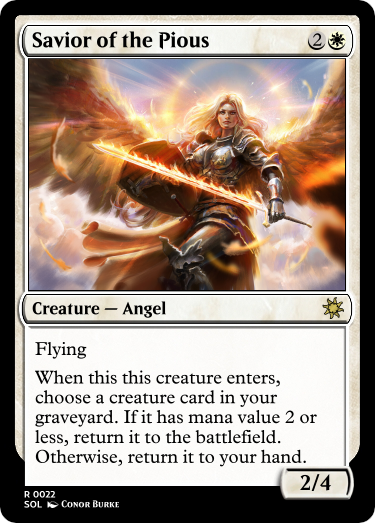 Savior of the Pious 2
Creature — Angel
Flying
When this this creature enters,
choose a creature card in your
graveyard. If it has mana value 2 or
less, return it to the battlefield.
Otherwise, return it to your hand.
2/4
R 0022
SOL Conor Burke